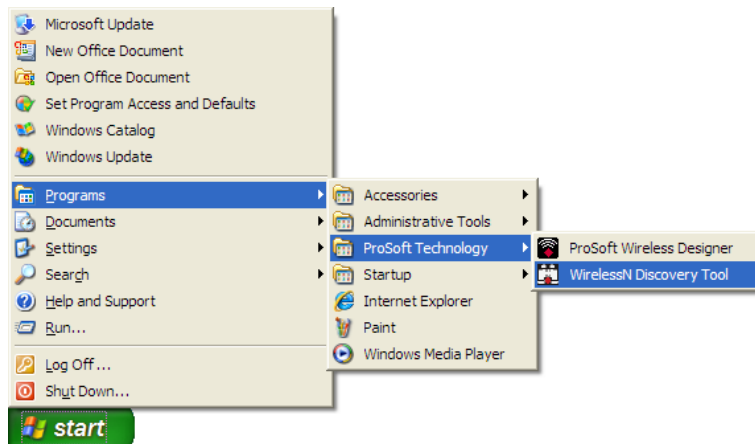 Microsoft Update
New Office Document
Open Office Document
Set Program Access and Defaults
Windows Catalog
Windows Update
Programs
Documents
Settings
Search
Help and Support
Run...
Log Off...
Shut Down...
start
Accessories
Administrative Tools
ProSoft Technology
Startup
Internet Explorer
Paint
Windows Media Player
ProSoft Wireless Designer
WirelessN Discovery Tool